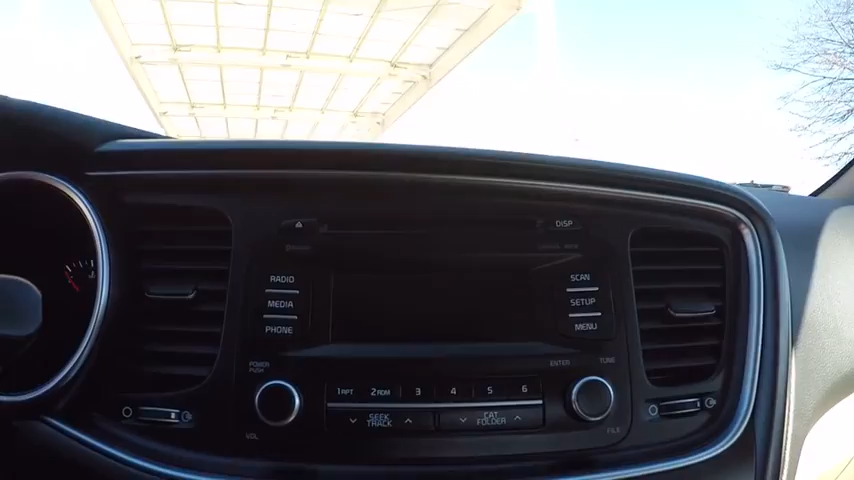 DISP
RADIO
MEDIA
PHONE
SCAN
SETUP
MENU
POWER
PUSH
ENTER
TUNE
1RPT 2RDM 3 4 5 6
SEEK
TRACK
CAT
FOLDER
VOL
FILE